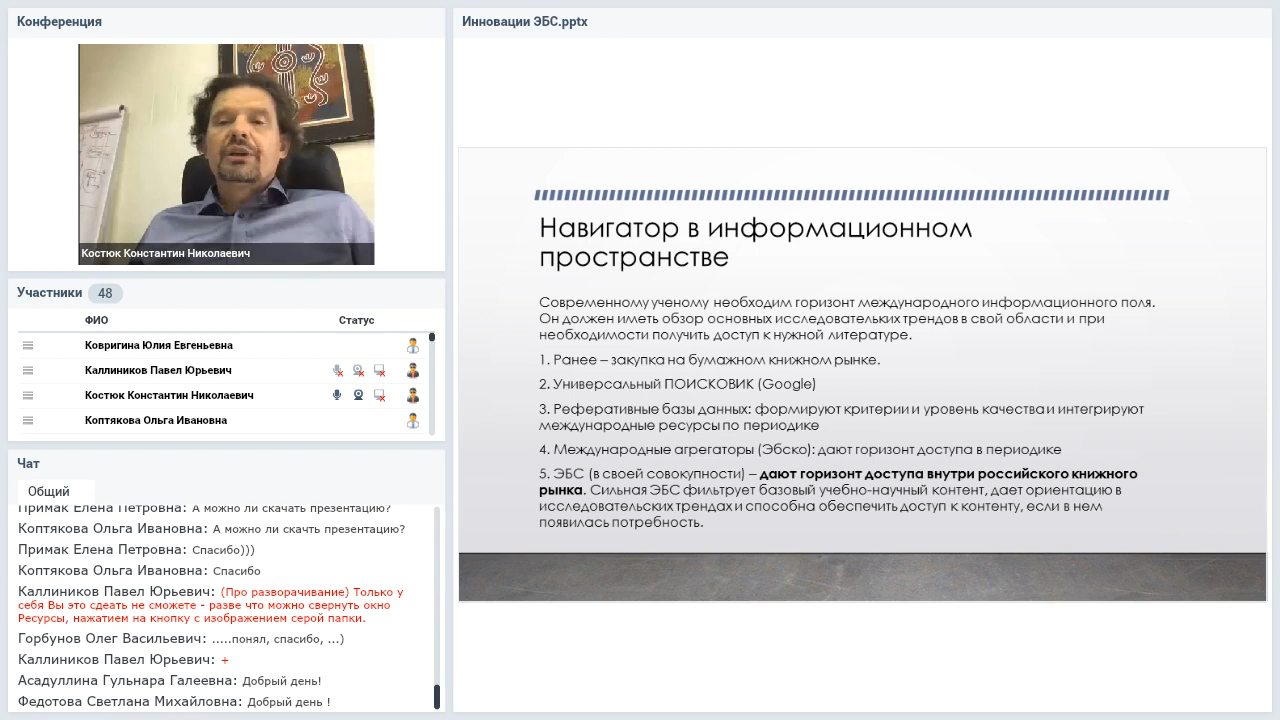 Конференция
Костюк Константин Николаевич
Участники 48
ФИО Статус
Ковригина Юлия Евгеньевна
Каллиников Павел Юрьевич
Костюк Константин Николаевич
Коптякова Ольга Ивановна
Чат
Общий
Примак Елена Петровна: А можно ли скачать презентацию?
Коптякова Ольга Ивановна: А можно ли скачть презентацию?
Примак Елена Петровна: Спасибо)))
Коптякова Ольга Ивановна: Спасибо
Каллиников Павел Юрьевич: (Про разворачивание) Только у
себя Вы это сдеать не сможете - разве что можно свернуть окно
Ресурсы, нажатием на кнопку с изображением серой папки.
Горбунов Олег Васильевич: .....понял, спасибо, ...)
Каллиников Павел Юрьевич: +
Асадуллина Гульнара Галеевна: Добрый день!
Федотова Светлана Михайловна: Добрый день !
Инновации ЭБС.pptx
Навигатор в информационном
пространстве
Современному ученому необходим горизонт международного информационного поля.
Он должен иметь обзор основных исследовательких трендов в свой области и при
необходимости получить доступ к нужной литературе.
1. Ранее – закупка на бумажном книжном рынке.
2. Универсальный ПОИСКОВИК (Google)
3. Реферативные базы данных: формируют критерии и уровень качества и интегрируют
международные ресурсы по периодике
4. Международные агрегаторы (Эбско): дают горизонт доступа в периодике
5. ЭБС (в своей совокупности) – дают горизонт доступа внутри российского книжного
рынка. Сильная ЭБС фильтрует базовый учебно-научный контент, дает ориентацию в
исследовательских трендах и способна обеспечить доступ к контенту, если в нем
появилась потребность.